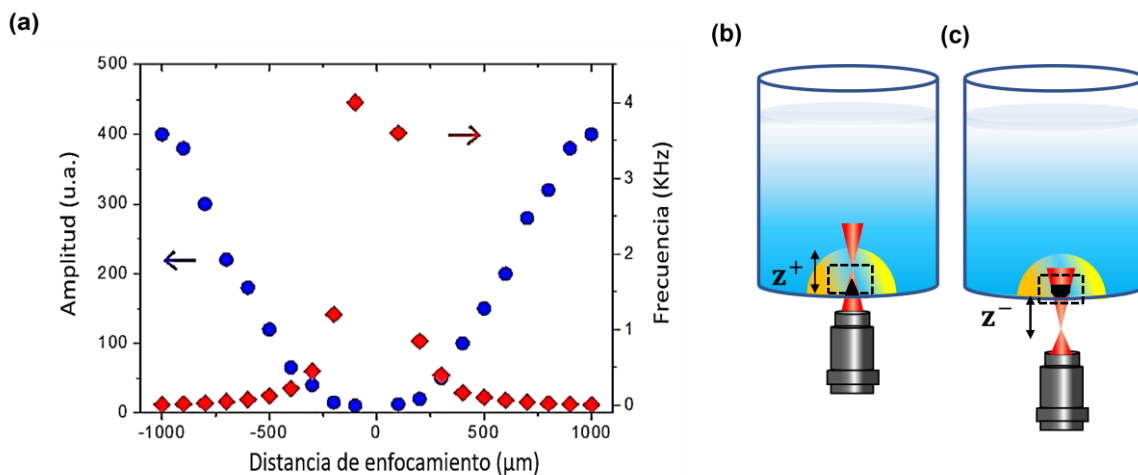 (a)
500
400
300
200
100
0
Amplitud (u.a.)
-1000
-500
0
500
1000
Distancia de enfocamiento (µm)
4
3
2
1
0
Frecuencia (KHz)
(b)
z⁺
(c)
z⁻